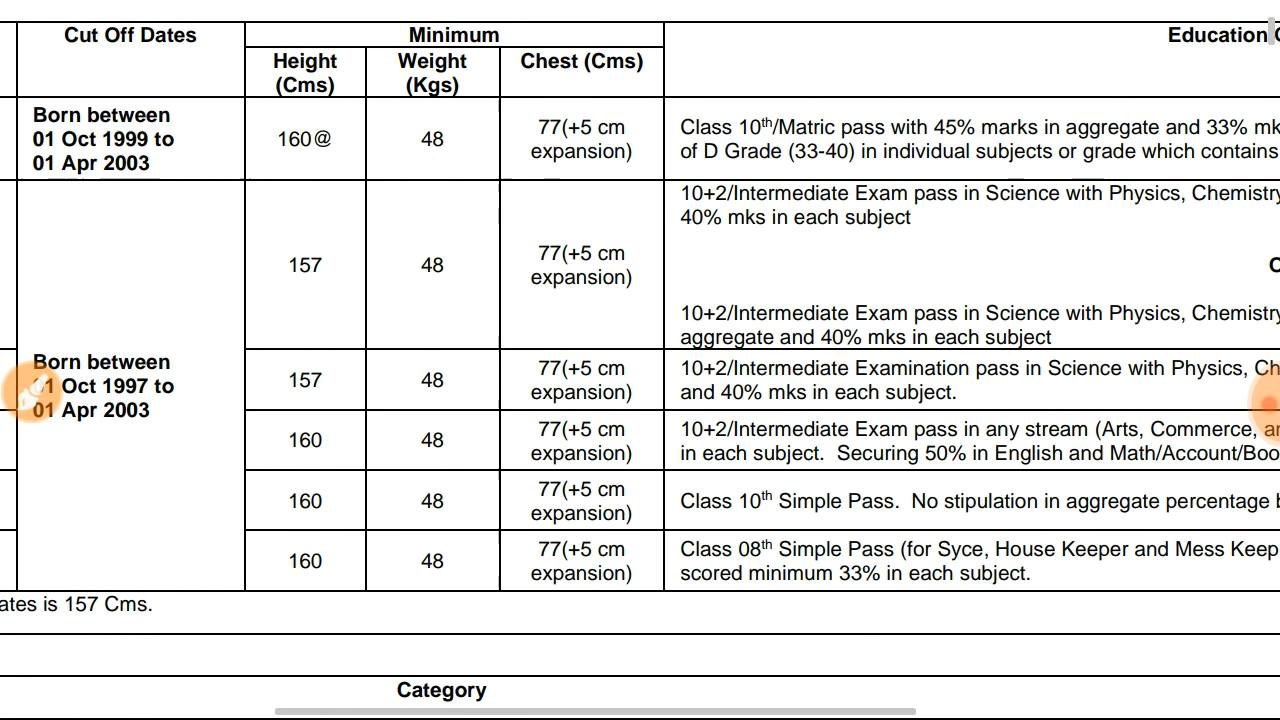 Cut Off Dates
Minimum
Education
Height
(Cms)
Weight
(Kgs)
Chest (Cms)
Born between
01 Oct 1999 to
01 Apr 2003
160@
48
77(+5 cm
expansion)
Class 10th/Matric pass with 45% marks in aggregate and 33% mk
of D Grade (33-40) in individual subjects or grade which contains
Born between
01 Oct 1997 to
01 Apr 2003
157
48
77(+5 cm
expansion)
10+2/Intermediate Exam pass in Science with Physics, Chemistry
40% mks in each subject
10+2/Intermediate Exam pass in Science with Physics, Chemistry,
aggregate and 40% mks in each subject
157
48
77(+5 cm
expansion)
10+2/Intermediate Examination pass in Science with Physics, Ch
and 40% mks in each subject.
160
48
77(+5 cm
expansion)
10+2/Intermediate Exam pass in any stream (Arts, Commerce,
in each subject.  Securing 50% in English and Math/Account/Boo
160
48
77(+5 cm
expansion)
Class 10th Simple Pass.  No stipulation in aggregate percentage
160
48
77(+5 cm
expansion)
Class 08th Simple Pass (for Syce, House Keeper and Mess Keep
scored minimum 33% in each subject.
ates is 157 Cms.
Category